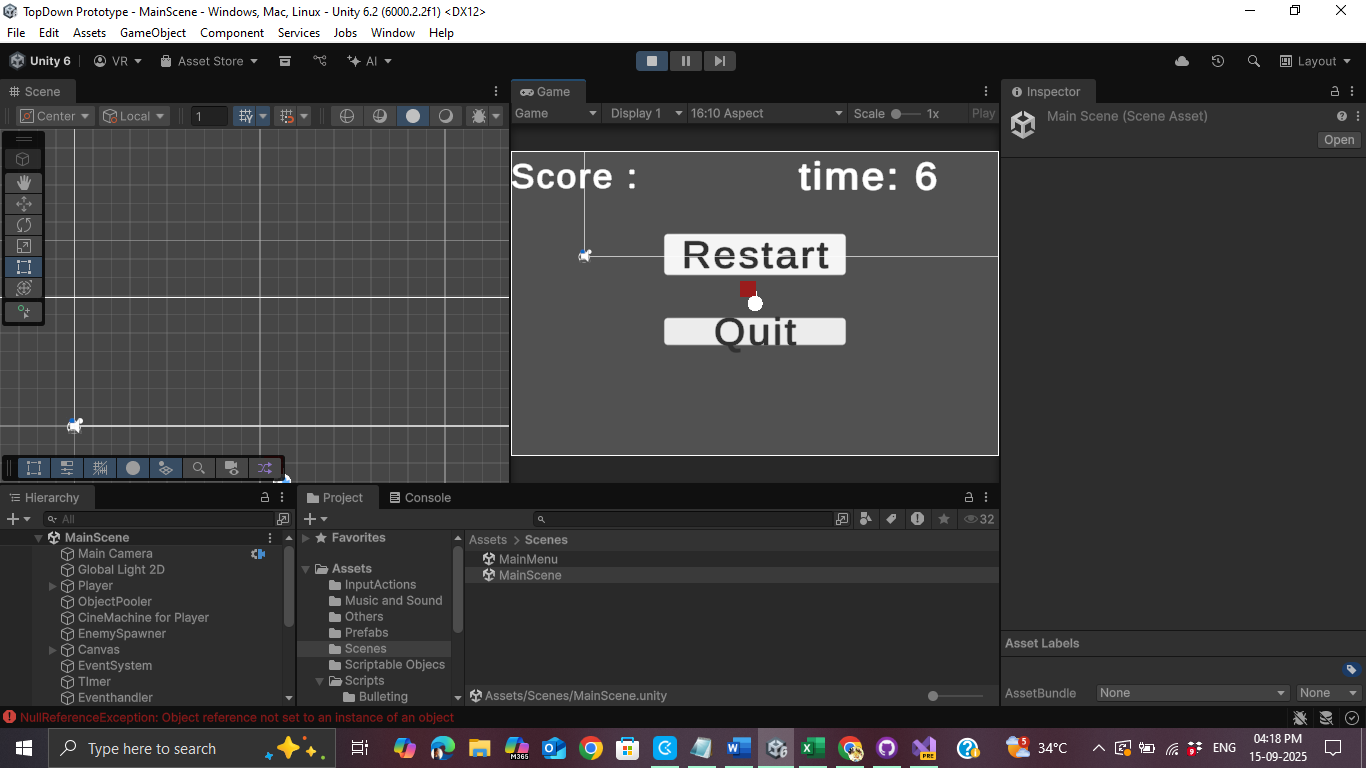 TopDown Prototype - MainScene - Windows, Mac, Linux - Unity 6.2 (6000.2.2f1) <DX12>
File Edit Assets GameObject Component Services Jobs Window Help
Unity 6 VR Asset Store AI Layout
Scene
Game
Inspector
Center Local 1
Game Display 1 16:10 Aspect Scale 1x Play
Main Scene (Scene Asset)
Open
Score : time: 6
Restart
Quit
Hierarchy
Project Console
All
32
MainScene
Main Camera
Global Light 2D
Player
ObjectPooler
CineMachine for Player
EnemySpawner
Canvas
EventSystem
TImer
Eventhandler
Favorites
Assets
InputActions
Music and Sound
Others
Prefabs
Scenes
Scriptable Objecs
Scripts
Bulleting
Assets > Scenes
MainMenu
MainScene
Assets/Scenes/MainScene.unity
Asset Labels
AssetBundle None None
NullReferenceException: Object reference not set to an instance of an object
Type here to search
M365
PRE
5
34°C
9
ENG
04:18 PM
15-09-2025